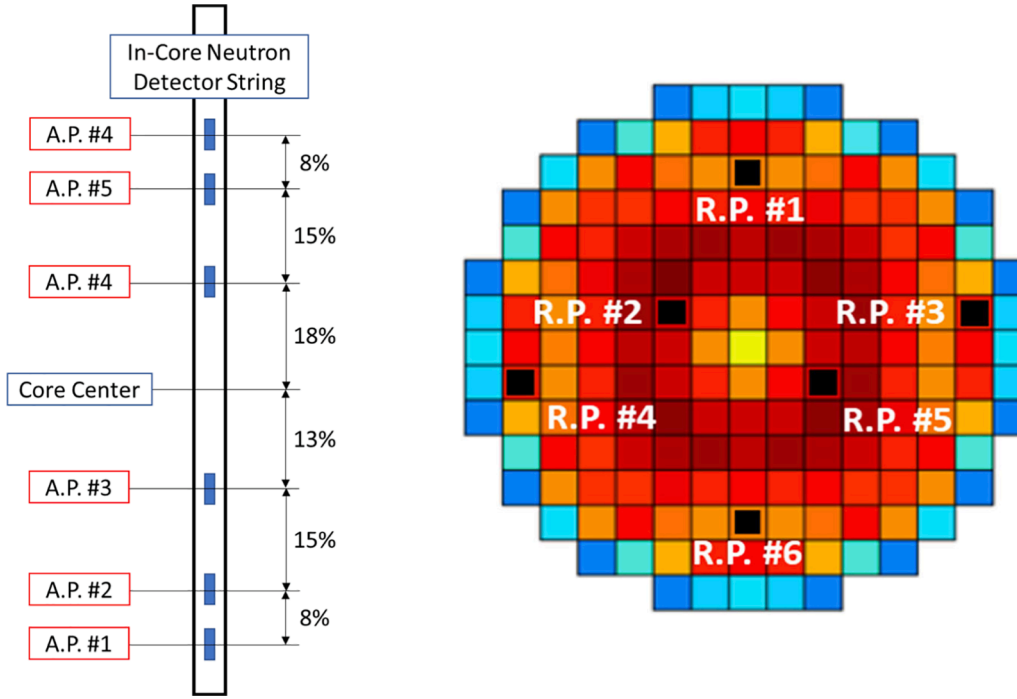 In-Core Neutron
Detector String
A.P. #4
8%
A.P. #5
15%
A.P. #4
18%
Core Center
13%
A.P. #3
15%
A.P. #2
8%
A.P. #1
R.P. #1
R.P. #2
R.P. #3
R.P. #4
R.P. #5
R.P. #6